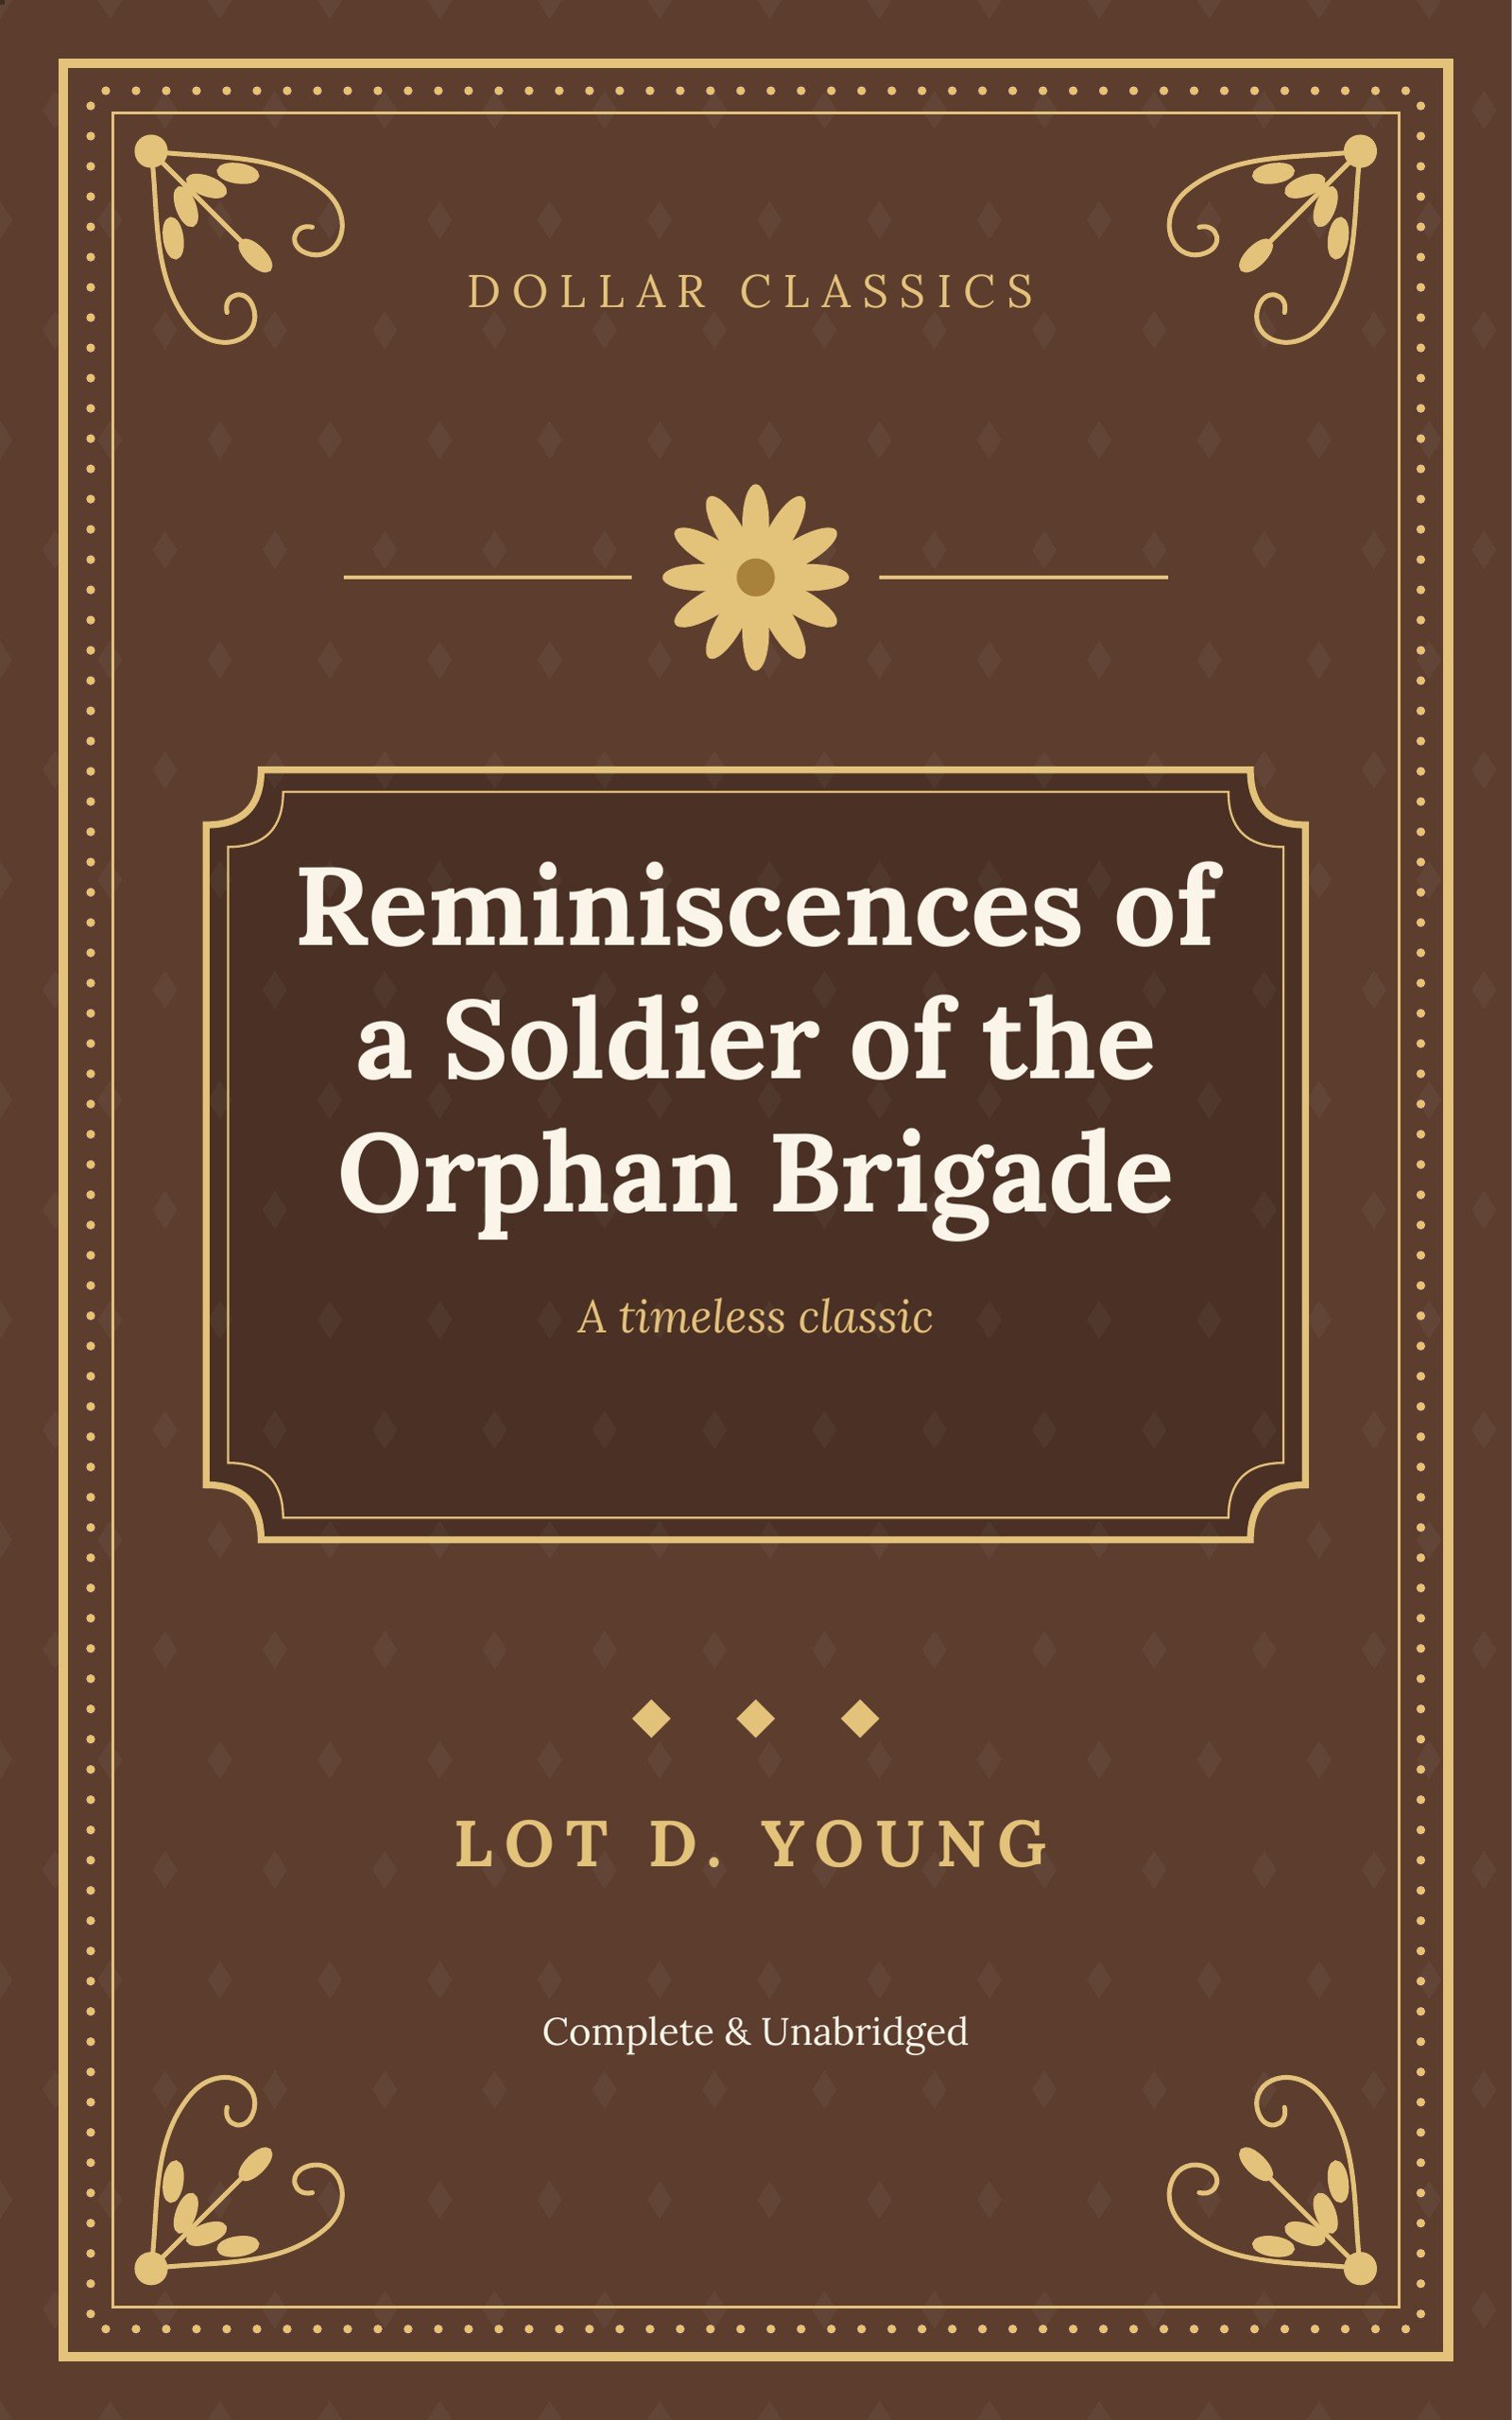 DOLLAR CLASSICS
Reminiscences of
a Soldier of the
Orphan Brigade
A timeless classic
LOT D. YOUNG
Complete & Unabridged